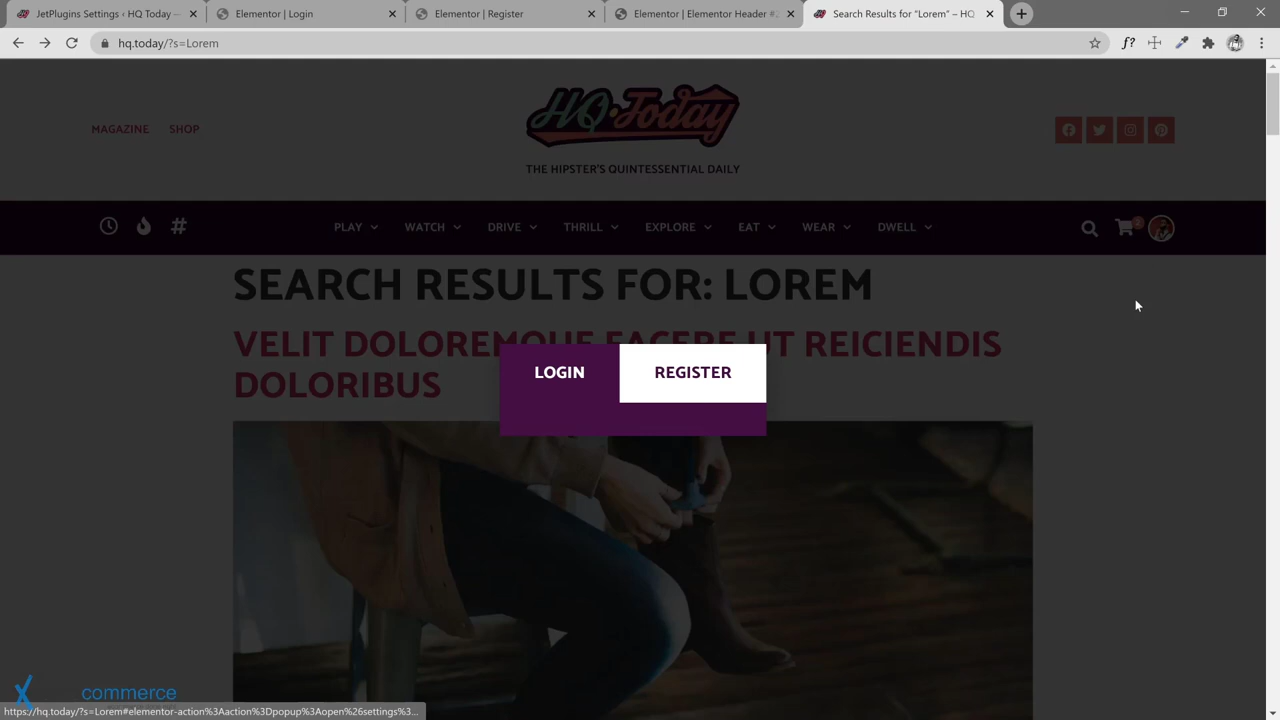 JetPlugins Settings ‹ HQ Today —
Elementor | Login
Elementor | Register
Elementor | Elementor Header #
Search Results for "Lorem" – HQ
hq.today/?s=Lorem
f?
MAGAZINE
SHOP
HQ Today
THE HIPSTER'S QUINTESSENTIAL DAILY
#
PLAY
WATCH
DRIVE
THRILL
EXPLORE
EAT
WEAR
DWELL
SEARCH RESULTS FOR: LOREM
VELIT DOLOREMQUE FACERE UT REICIENDIS
DOLORIBUS
LOGIN
REGISTER
commerce
https://hq.today/?s=Lorem#elementor-action%3Aaction%3Dpopup%3Aopen%26settings%3...